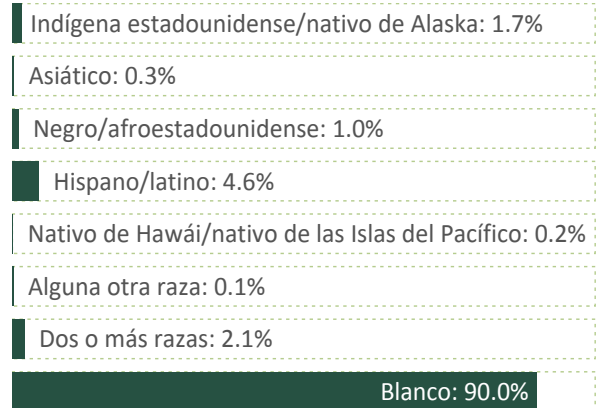 Indígena estadounidense/nativo de Alaska: 1.7%
Asiático: 0.3%
Negro/afroestadounidense: 1.0%
Hispano/latino: 4.6%
Nativo de Hawái/nativo de las Islas del Pacífico: 0.2%
Alguna otra raza: 0.1%
Dos o más razas: 2.1%
Blanco: 90.0%